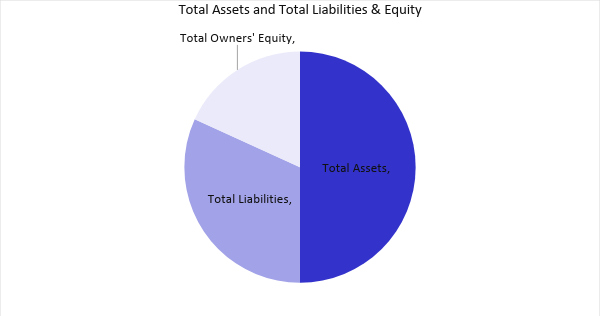 Total Assets and Total Liabilities & Equity
Total Owners' Equity,
Total Assets,
Total Liabilities,